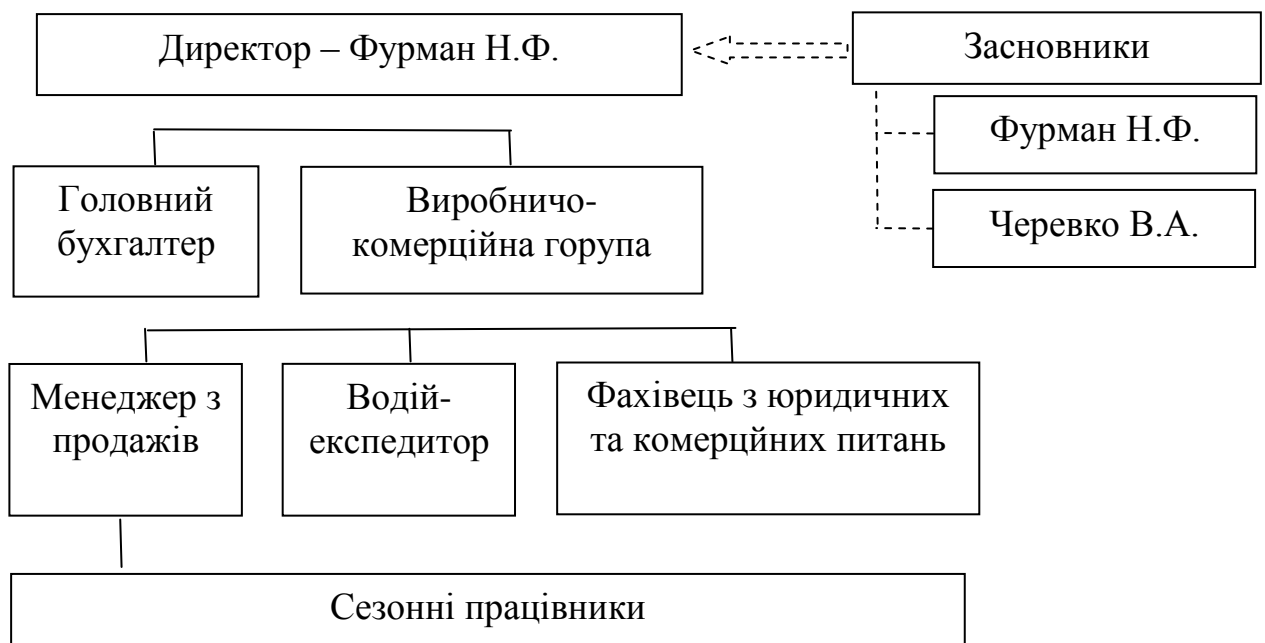 Директор – Фурман Н.Ф.
Засновники
Фурман Н.Ф.
Черевко В.А.
Головний
бухгалтер
Виробничо-
комерційна горупа
Менеджер з
продажів
Водій-
експедитор
Фахівець з юридичних
та комерцйних питань
Сезонні працівники